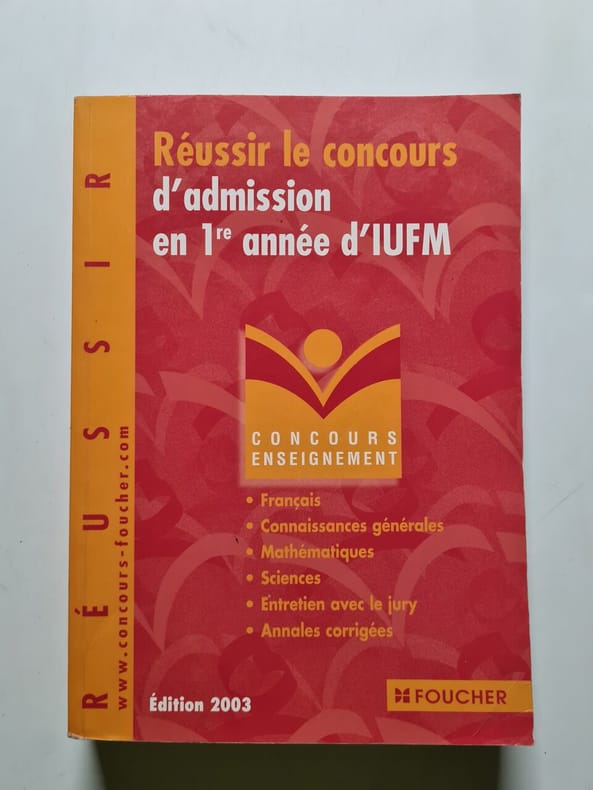 Réussir le concours
d'admission
en 1re année d'IUFM
RÉUSSIR
www.concours-foucher.com
CONCOURS
ENSEIGNEMENT
• Français
• Connaissances générales
• Mathématiques
• Sciences
• Entretien avec le jury
• Annales corrigées
Édition 2003
FOUCHER